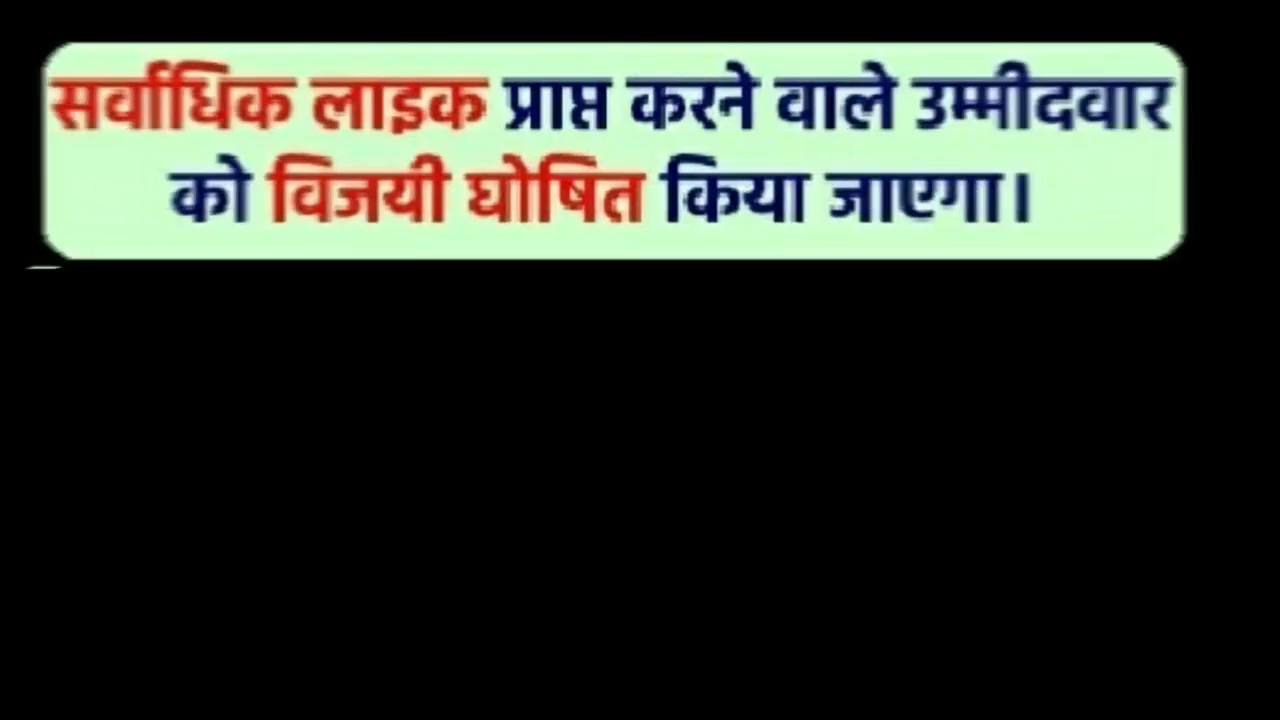 सर्वाधिक लाइक प्राप्त करने वाले उम्मीदवार
को विजयी घोषित किया जाएगा।